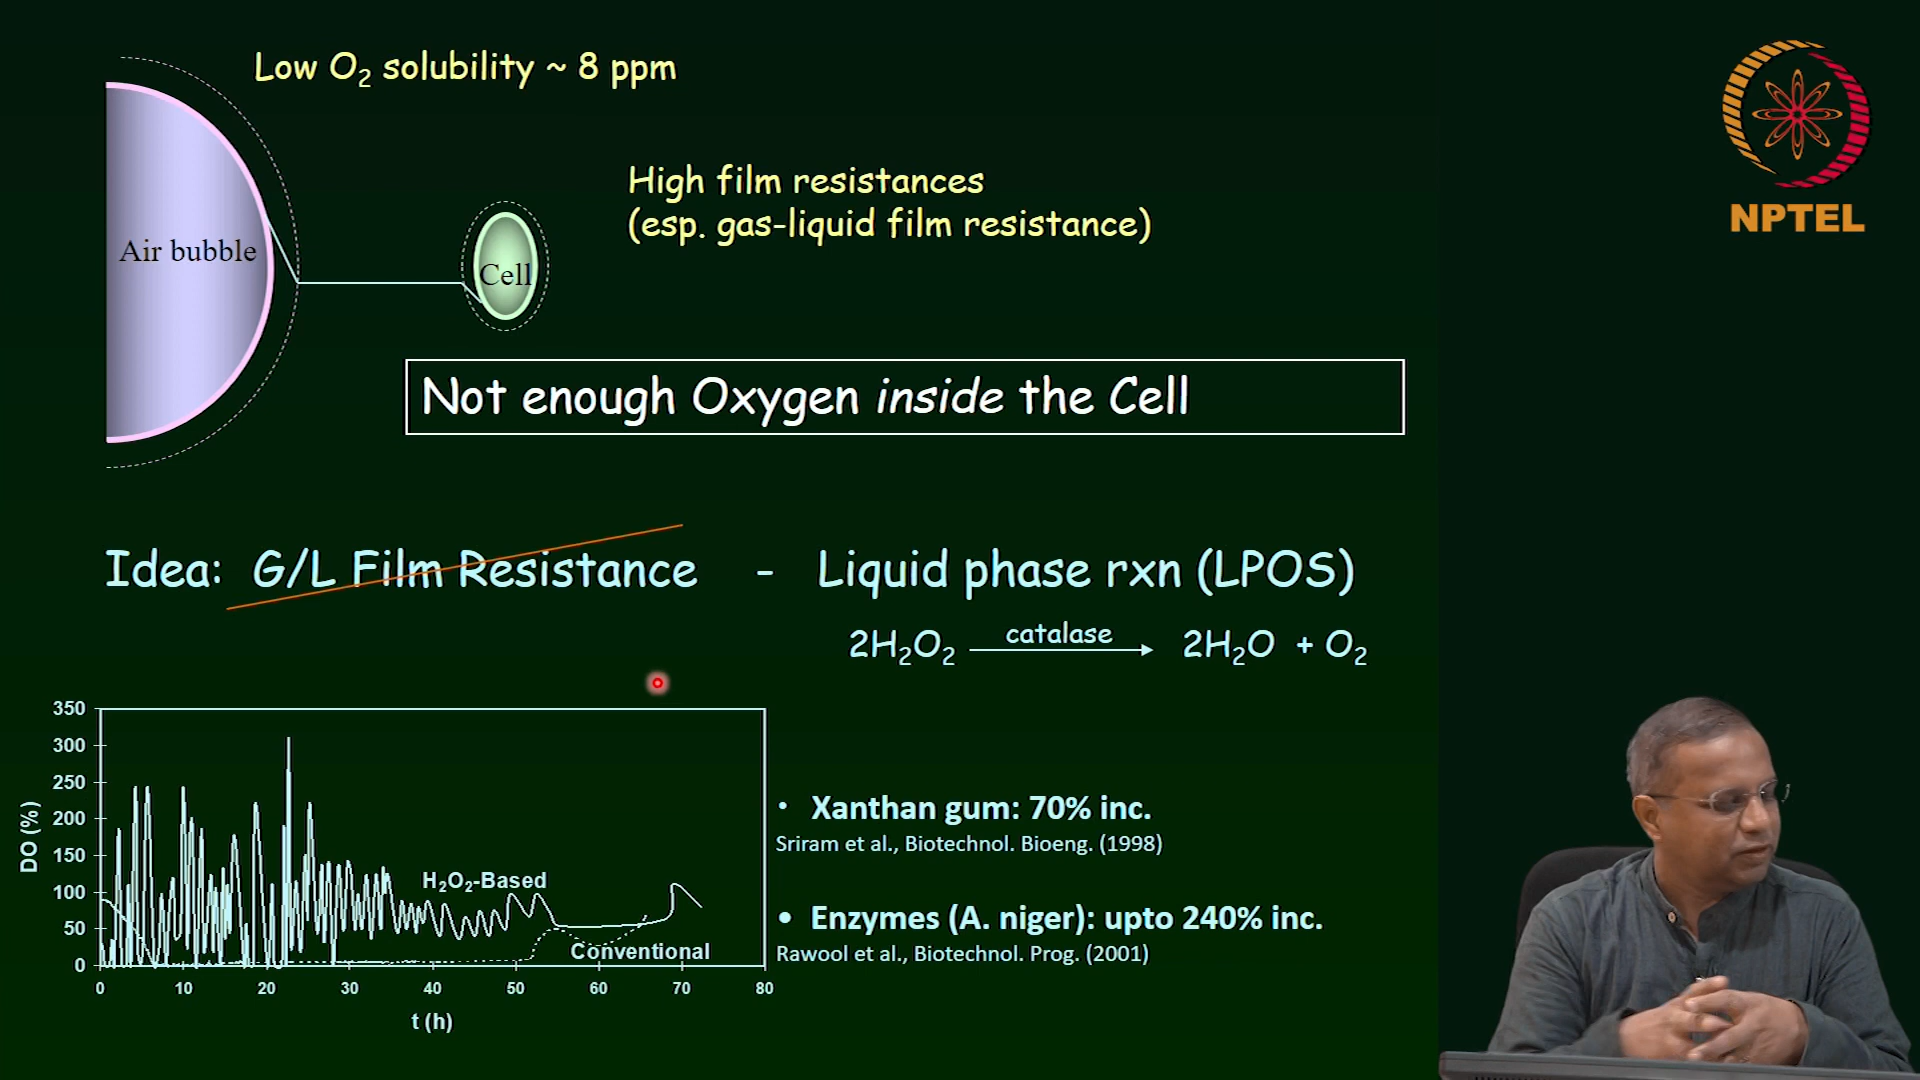 Low O₂ solubility ~ 8 ppm
NPTEL
High film resistances
(esp. gas-liquid film resistance)
Air bubble
Cell
Not enough Oxygen inside the Cell
Idea: G/L Film Resistance - Liquid phase rxn (LPOS)
catalase
2H₂O₂ 2H₂O + O₂
350
300
250
200
150
100
50
0
DO (%)
H₂O₂-Based
Conventional
0 10 20 30 40 50 60 70 80
t (h)
• Xanthan gum: 70% inc.
Sriram et al., Biotechnol. Bioeng. (1998)
• Enzymes (A. niger): upto 240% inc.
Rawool et al., Biotechnol. Prog. (2001)